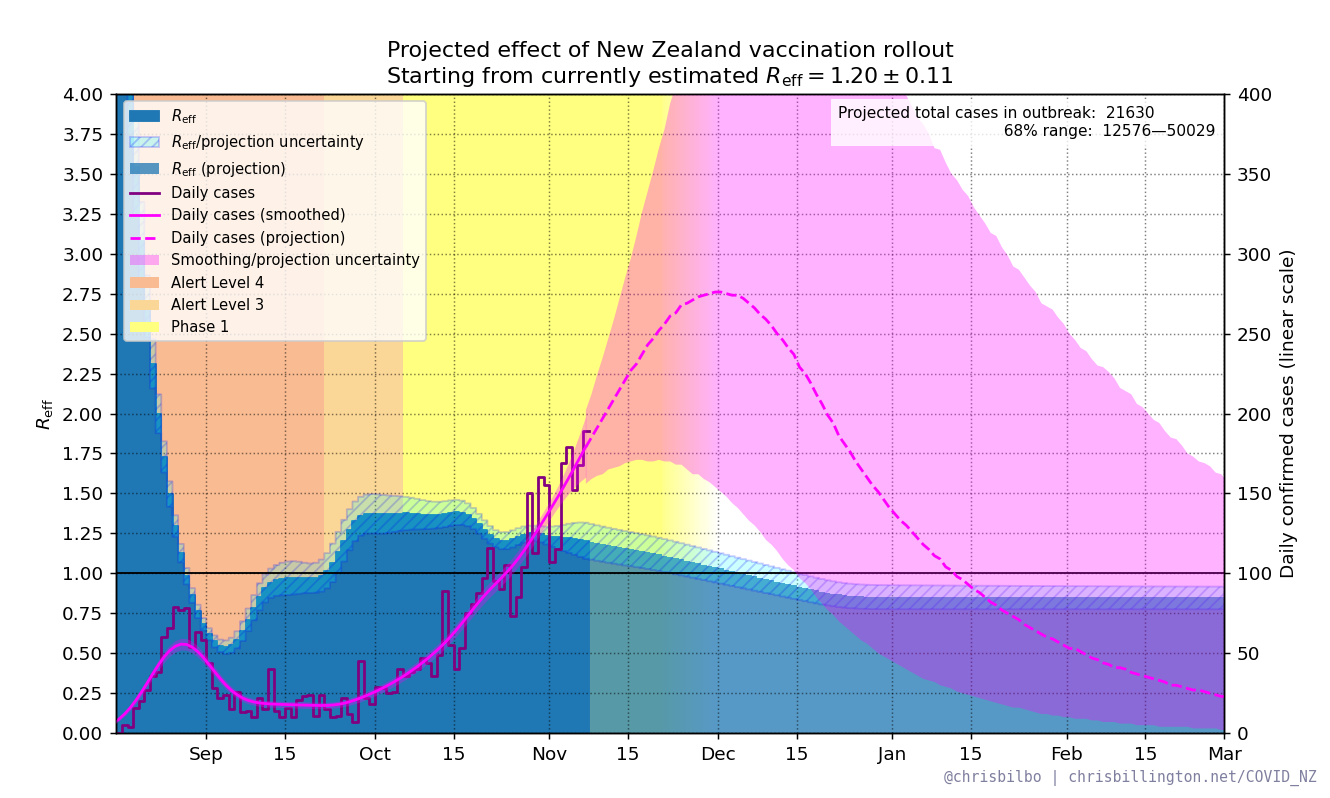 Projected effect of New Zealand vaccination rollout
Starting from currently estimated Reff = 1.20 ± 0.11
Projected total cases in outbreak: 21630
68% range: 12576—50029
Reff
Reff/projection uncertainty
Reff (projection)
Daily cases
Daily cases (smoothed)
Daily cases (projection)
Smoothing/projection uncertainty
Alert Level 4
Alert Level 3
Phase 1
4.00
3.75
3.50
3.25
3.00
2.75
2.50
2.25
2.00
1.75
1.50
1.25
1.00
0.75
0.50
0.25
0.00
Reff
400
350
300
250
200
150
100
50
0
Daily confirmed cases (linear scale)
Sep 15 Oct 15 Nov 15 Dec 15 Jan 15 Feb 15 Mar
@chrisbilbo | chrisbillington.net/COVID_NZ